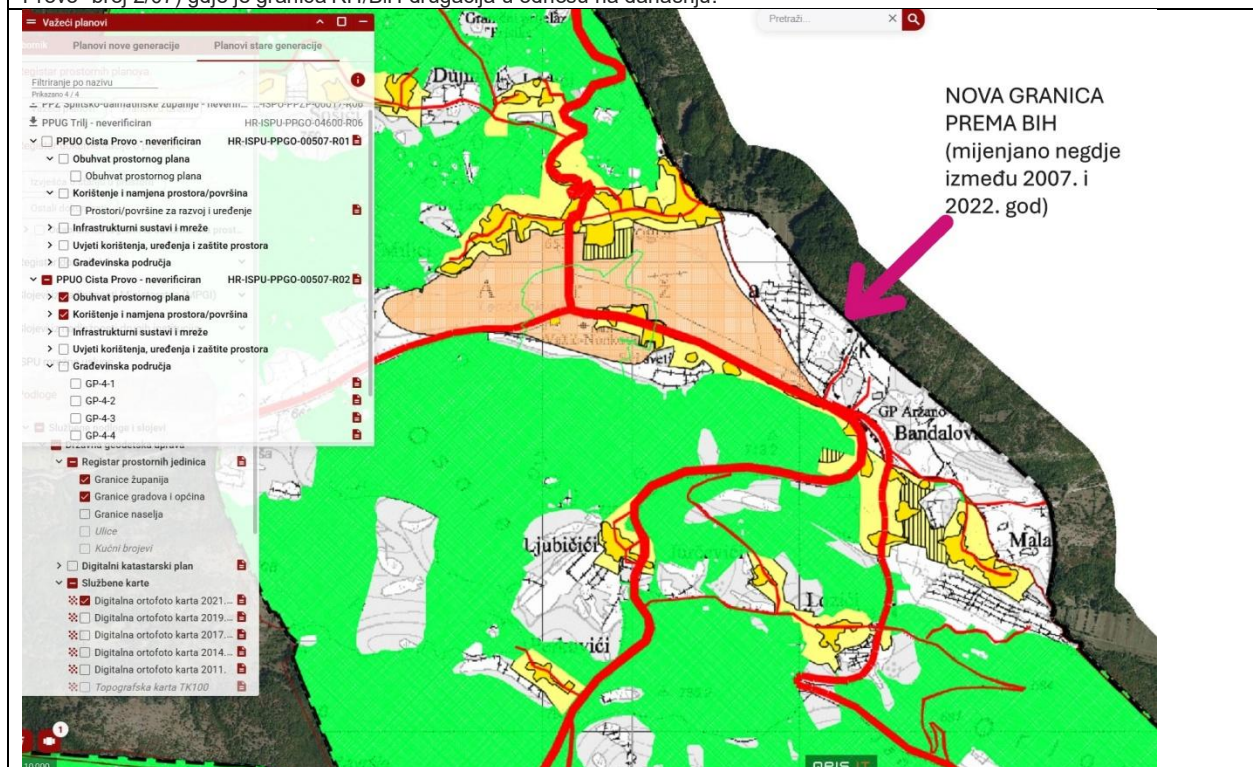 Provo" broj 2/07) gdje je granica RH/BiH drugačija u odnosu na današnju.
Važeći planovi
Planovi nove generacije
Planovi stare generacije
Filtriranje po nazivu
Prikazano 4 / 4
PPUG Trilj - neverificiran HR-ISPU-PPGO-04600-R06
PPUO Cista Provo - neverificiran HR-ISPU-PPGO-00507-R01
Obuhvat prostornog plana
Obuhvat prostornog plana
Korištenje i namjena prostora/površina
Prostori/površine za razvoj i uređenje
Infrastrukturni sustavi i mreže
Uvjeti korištenja, uređenja i zaštite prostora
Građevinska područja
PPUO Cista Provo - neverificiran HR-ISPU-PPGO-00507-R02
Obuhvat prostornog plana
Korištenje i namjena prostora/površina
Infrastrukturni sustavi i mreže
Uvjeti korištenja, uređenja i zaštite prostora
Građevinska područja
GP-4-1
GP-4-2
GP-4-3
GP-4-4
Registar prostornih jedinica
Granice županija
Granice gradova i općina
Granice naselja
Ulice
Kućni brojevi
Digitalni katastarski plan
Službene karte
Digitalna ortofoto karta 2021....
Digitalna ortofoto karta 2019....
Digitalna ortofoto karta 2017....
Digitalna ortofoto karta 2014....
Digitalna ortofoto karta 2011.
Topografska karta TK100
1
Pretraži...
NOVA GRANICA
PREMA BIH
(mijenjano negdje
između 2007. i
2022. god)
A r ž a
GP Aržano
Bandalov
Mala
Ljubičići
Jurčevići
Lozići